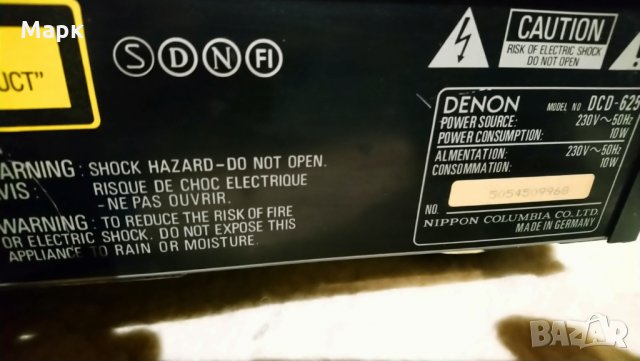 Марк
UCT"
S D N FI
CAUTION
RISK OF ELECTRIC SHOCK
DO NOT OPEN
DENON MODEL NO DCD-625
POWER SOURCE: 230V~50Hz
POWER CONSUMPTION: 10W
ALIMENTATION: 230V~50Hz
CONSOMMATION: 10W
NO. 5054509968
NIPPON COLUMBIA CO. LTD.
MADE IN GERMANY
ARNING : SHOCK HAZARD-DO NOT OPEN.
VIS : RISQUE DE CHOC ELECTRIQUE
-NE PAS OUVRIR.
WARNING: TO REDUCE THE RISK OF FIRE
OR ELECTRIC SHOCK. DO NOT EXPOSE THIS
APPLIANCE TO RAIN OR MOISTURE.
BAZAR.BG